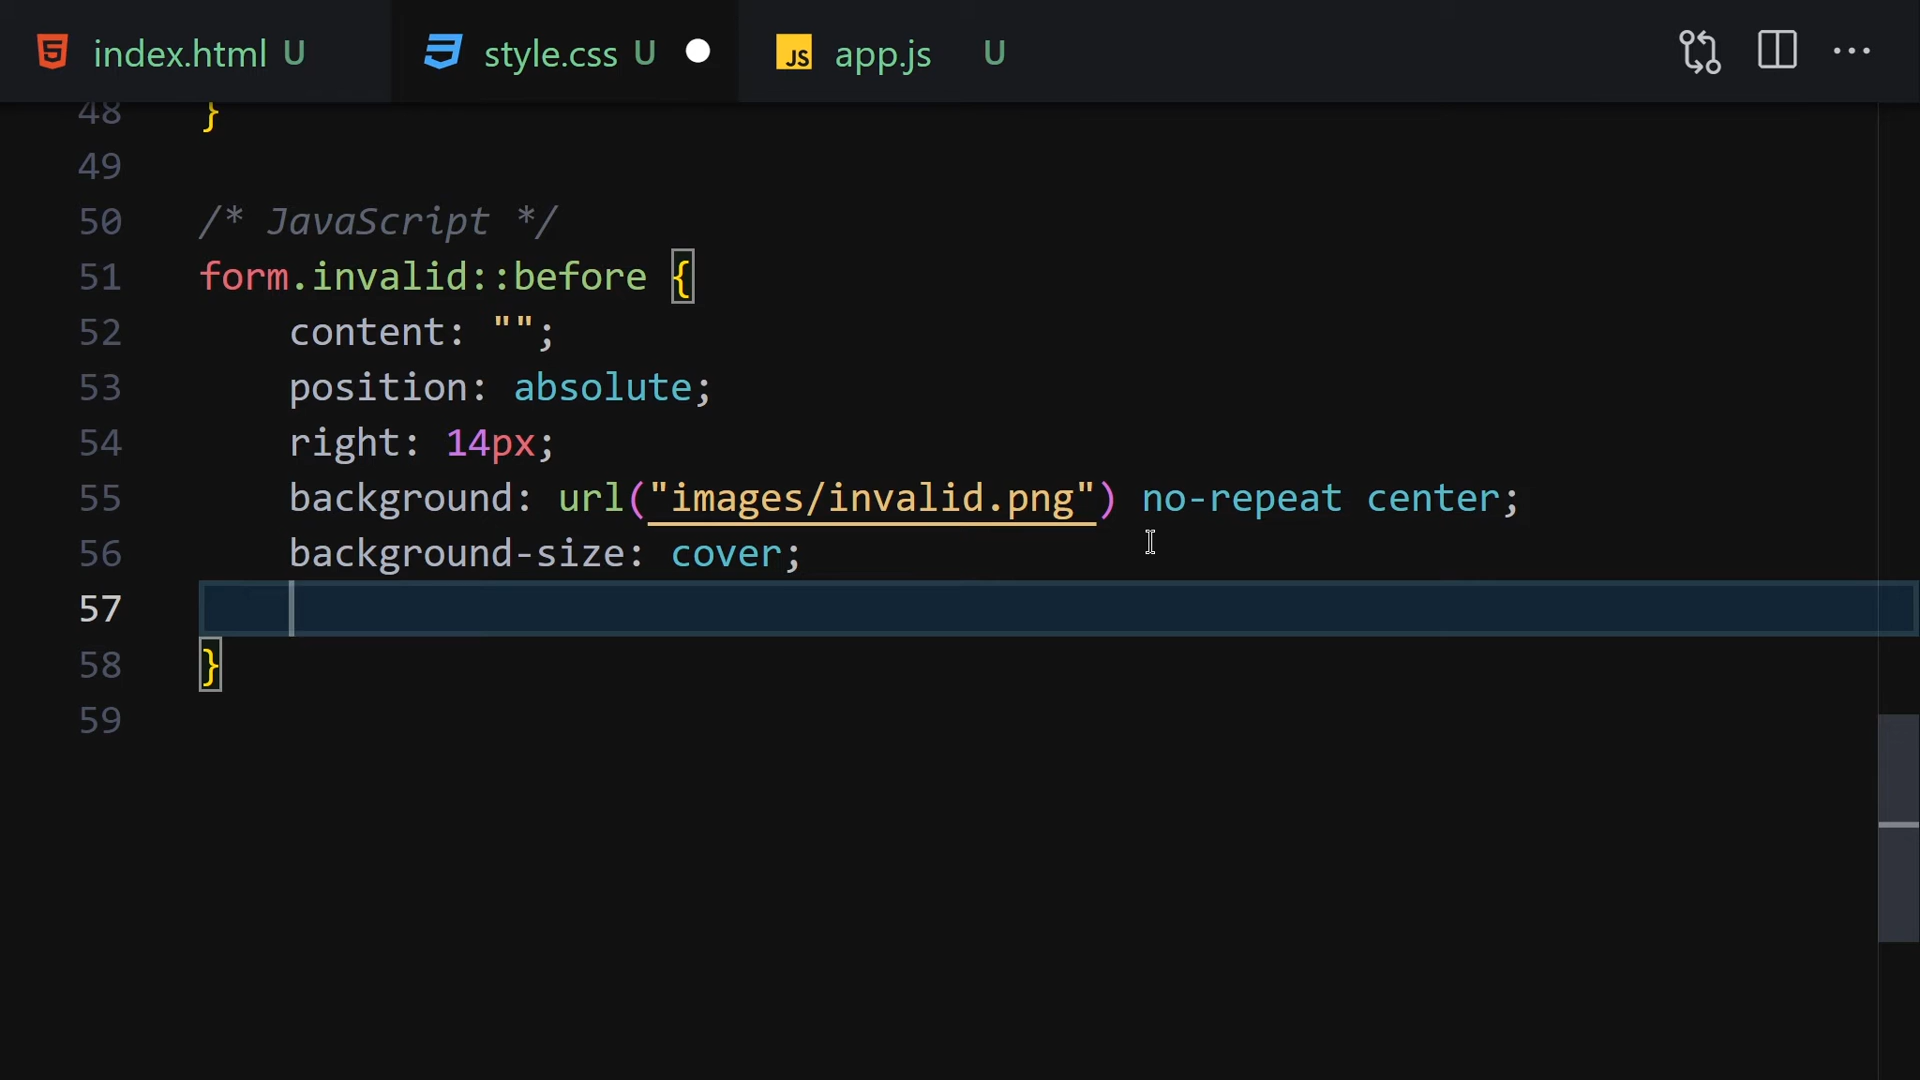 index.html U style.css U JS app.js U
48 }
49
50 /* JavaScript */
51 form.invalid::before {
52 content: "";
53 position: absolute;
54 right: 14px;
55 background: url("images/invalid.png") no-repeat center;
56 background-size: cover;
57
58 }
59